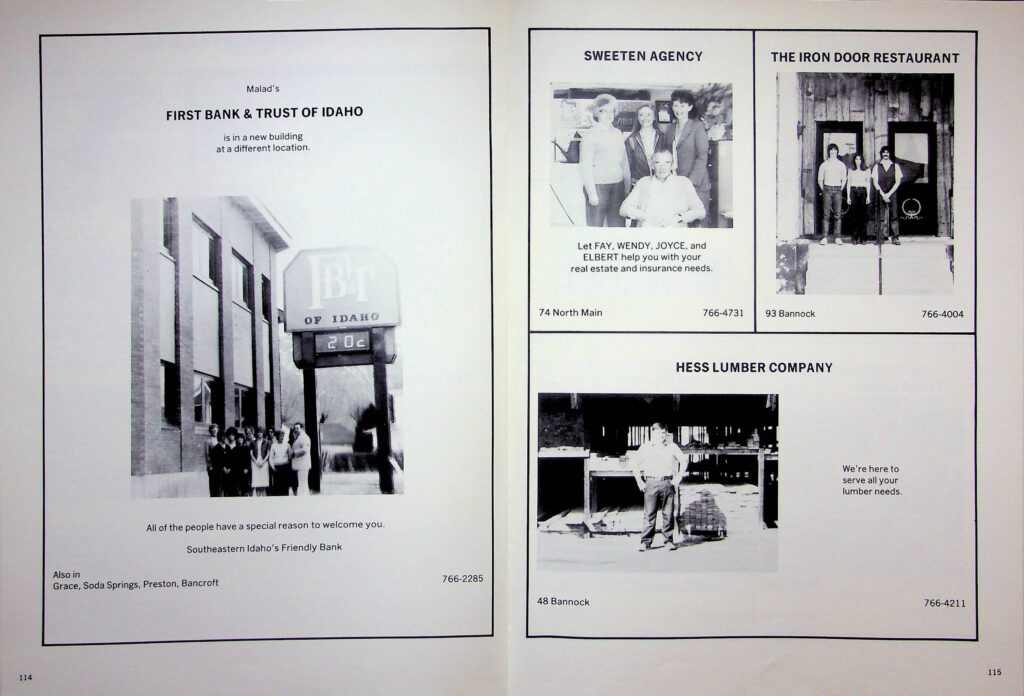 Malad's
FIRST BANK & TRUST OF IDAHO
is in a new building
at a different location.
FB&T
OF IDAHO
20c
All of the people have a special reason to welcome you.
Southeastern Idaho's Friendly Bank
Also in
Grace, Soda Springs, Preston, Bancroft
766-2285
114
SWEETEN AGENCY
Let FAY, WENDY, JOYCE, and
ELBERT help you with your
real estate and insurance needs.
74 North Main
766-4731
THE IRON DOOR RESTAURANT
93 Bannock
766-4004
HESS LUMBER COMPANY
We're here to
serve all your
lumber needs.
48 Bannock
766-4211
115